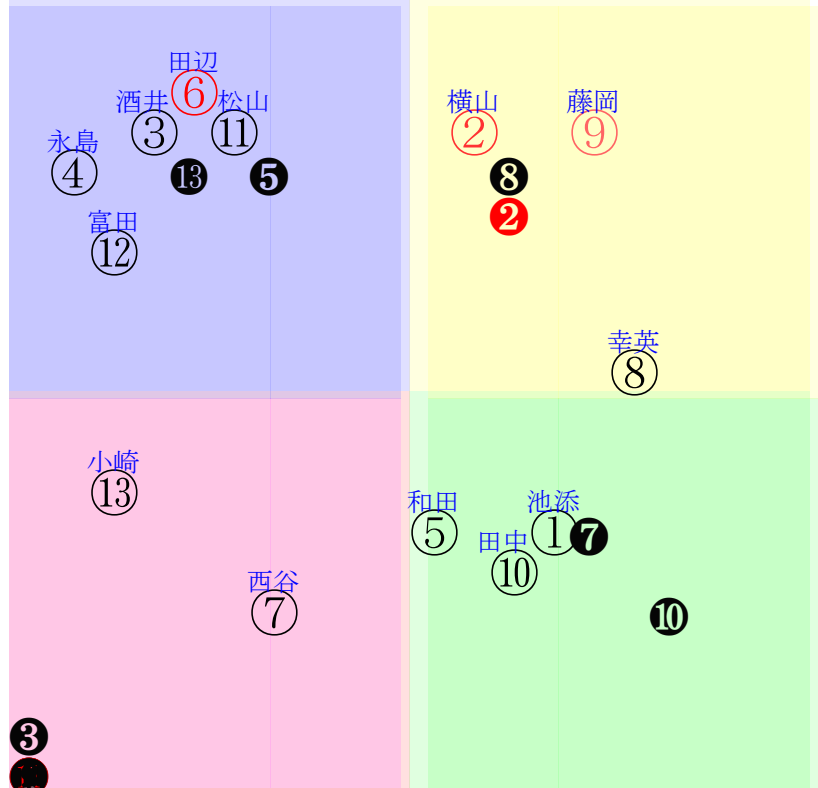 田辺
⑥
酒井
③
松山
⑪
横山
②
藤岡
⑨
永島
④
⓭
❺
❽
❷
富田
⑫
幸英
⑧
小崎
⑬
和田
⑤
池添
①
❼
田中
⑩
西谷
⑦
❿
❸